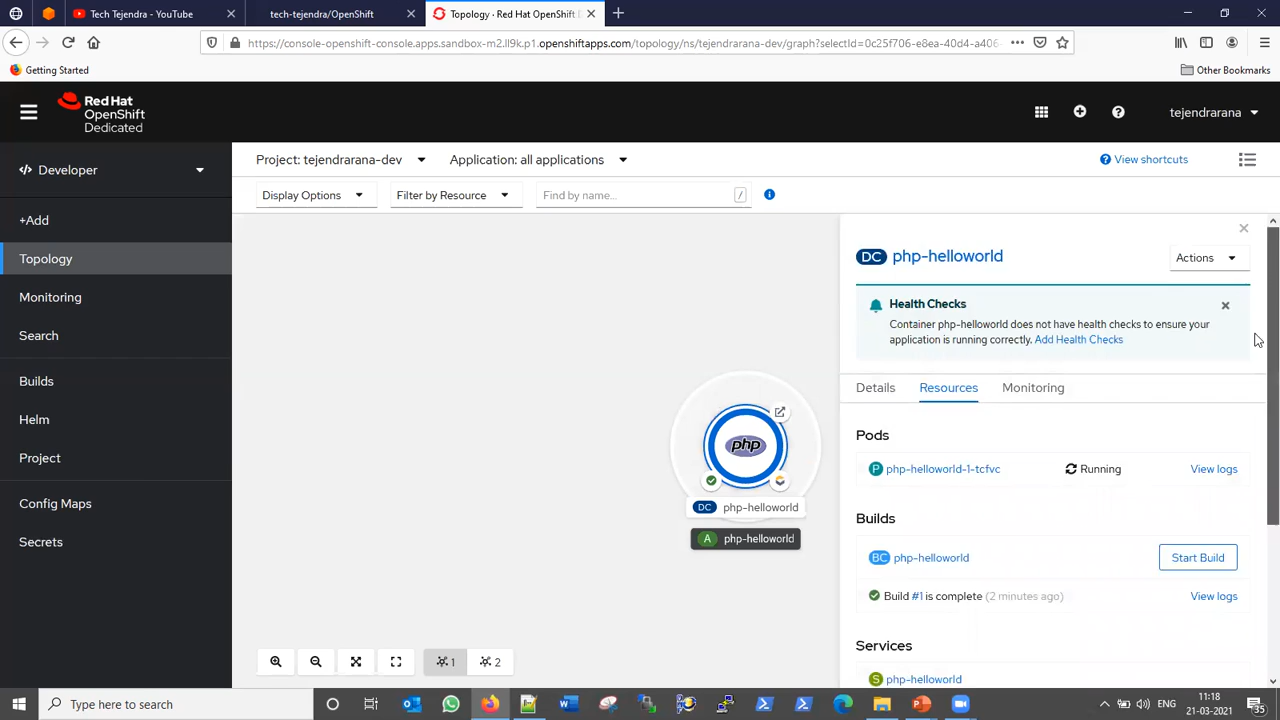 Tech Tejendra - YouTube
tech-tejendra/OpenShift
Topology · Red Hat OpenShift
https://console-openshift-console.apps.sandbox-m2.ll9k.p1.openshiftapps.com/topology/ns/tejendrarana-dev/graph?selectId=0c25f706-e8ea-40d4-a406-
Getting Started
Other Bookmarks
Red Hat
OpenShift
Dedicated
tejendrarana
Developer
Project: tejendrarana-dev
Application: all applications
View shortcuts
Display Options
Filter by Resource
Find by name...
/
+Add
Topology
Monitoring
Search
Builds
Helm
Project
Config Maps
Secrets
php
DC php-helloworld
A php-helloworld
1
2
DC php-helloworld
Actions
Health Checks
Container php-helloworld does not have health checks to ensure your
application is running correctly. Add Health Checks
Details
Resources
Monitoring
Pods
P php-helloworld-1-tcfvc
Running
View logs
Builds
BC php-helloworld
Start Build
Build #1 is complete (2 minutes ago)
View logs
Services
S php-helloworld
Type here to search
ENG
11:18
21-03-2021
35